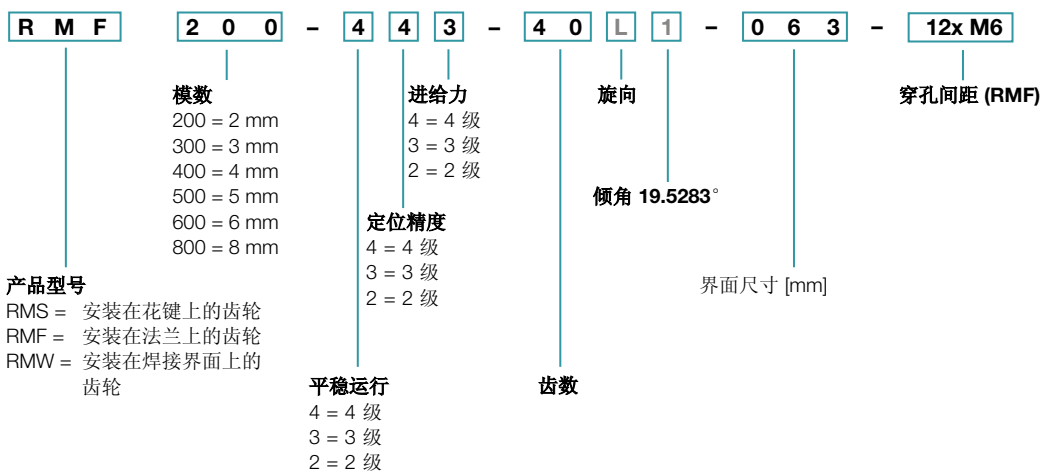 R M F 2 0 0 – 4 4 3 – 4 0 L 1 – 0 6 3 – 12x M6
模数
200 = 2 mm
300 = 3 mm
400 = 4 mm
500 = 5 mm
600 = 6 mm
800 = 8 mm
进给力
4 = 4 级
3 = 3 级
2 = 2 级
旋向
穿孔间距 (RMF)
倾角 19.5283°
定位精度
4 = 4 级
3 = 3 级
2 = 2 级
界面尺寸 [mm]
产品型号
RMS = 安装在花键上的齿轮
RMF = 安装在法兰上的齿轮
RMW = 安装在焊接界面上的
齿轮
平稳运行
4 = 4 级
3 = 3 级
2 = 2 级
齿数